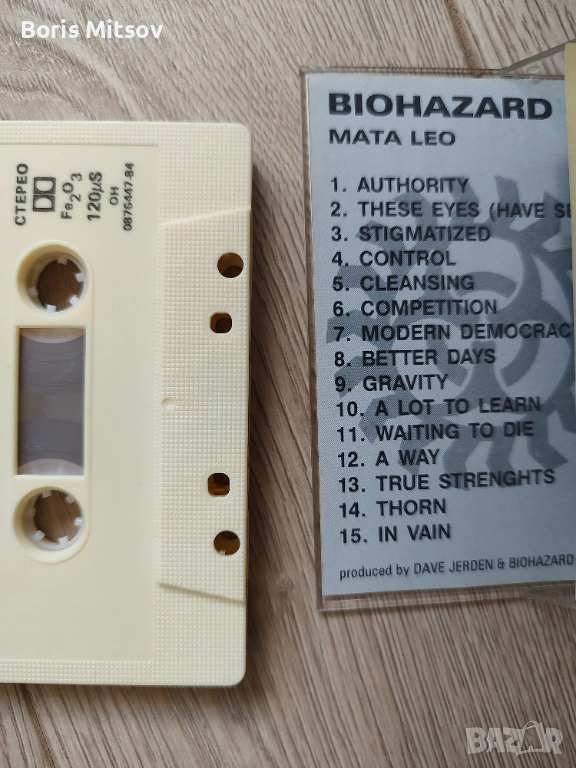 Boris Mitsov
СТЕРЕО
Fe2O3
120µS
OH
0876447-84
BIOHAZARD
MATA LEO
1. AUTHORITY
2. THESE EYES (HAVE SE
3. STIGMATIZED
4. CONTROL
5. CLEANSING
6. COMPETITION
7. MODERN DEMOCRAC
8. BETTER DAYS
9. GRAVITY
10. A LOT TO LEARN
11. WAITING TO DIE
12. A WAY
13. TRUE STRENGHTS
14. THORN
15. IN VAIN
produced by DAVE JERDEN & BIOHAZARD
BAZAR